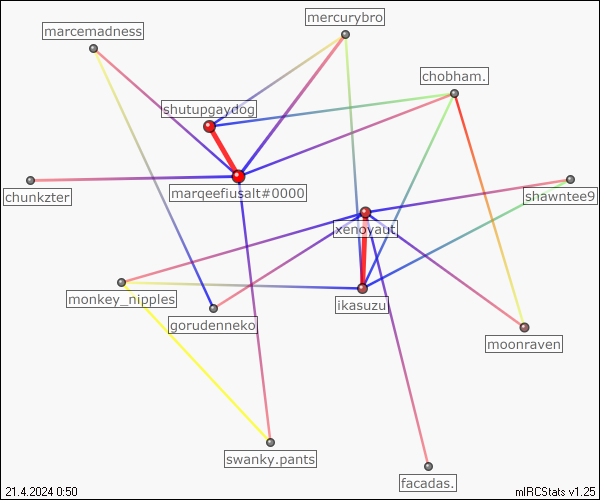 mercurybro
marcemadness
chobham.
shutupgaydog
marqeefiusalt#0000
chunkzter
shawntee9
xenoyaut
monkey_nipples
ikasuzu
gorudenneko
moonraven
swanky.pants
facadas.
21.4.2024 0:50
mIRCStats v1.25